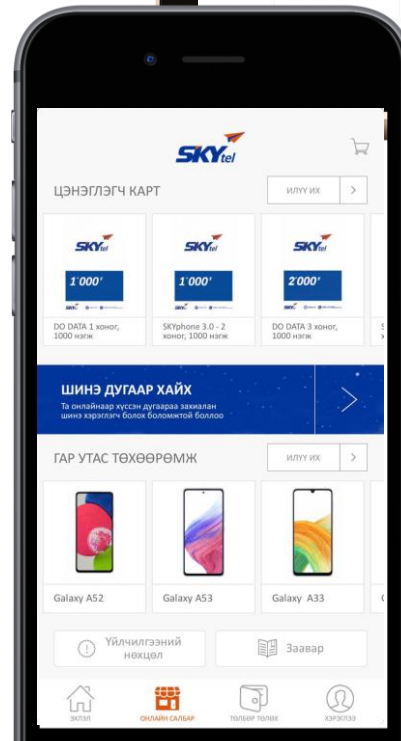 SKYtel
ЦЭНЭГЛЭГЧ КАРТ
ИЛҮҮ ИХ
SKYtel
SKYtel
SKYtel
1'000₮
1'000₮
2'000₮
DO DATA 1 хоног,
1000 нэгж
SKYphone 3.0 - 2
хоног, 1000 нэгж
DO DATA 3 хоног,
1000 нэгж
ШИНЭ ДУГААР ХАЙХ
Та онлайнаар хүссэн дугаараа захиалан
шинэ хэрэглэгч болох боломжтой боллоо
ГАР УТАС ТӨХӨӨРӨМЖ
ИЛҮҮ ИХ
Galaxy A52
Galaxy A53
Galaxy A33
Үйлчилгээний
нөхцөл
Заавар
ЭХЛЭЛ
ОНЛАЙН САЛБАР
ТӨЛБӨР ТӨЛӨХ
ХЭРЭГЛЭЭ